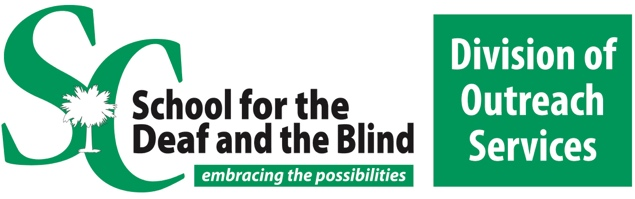 SC
School for the
Deaf and the Blind
embracing the possibilities
Division of
Outreach
Services